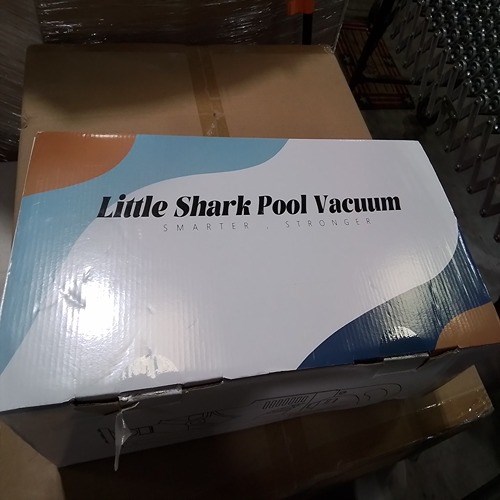 Little Shark Pool Vacuum
SMARTER . STRONGER